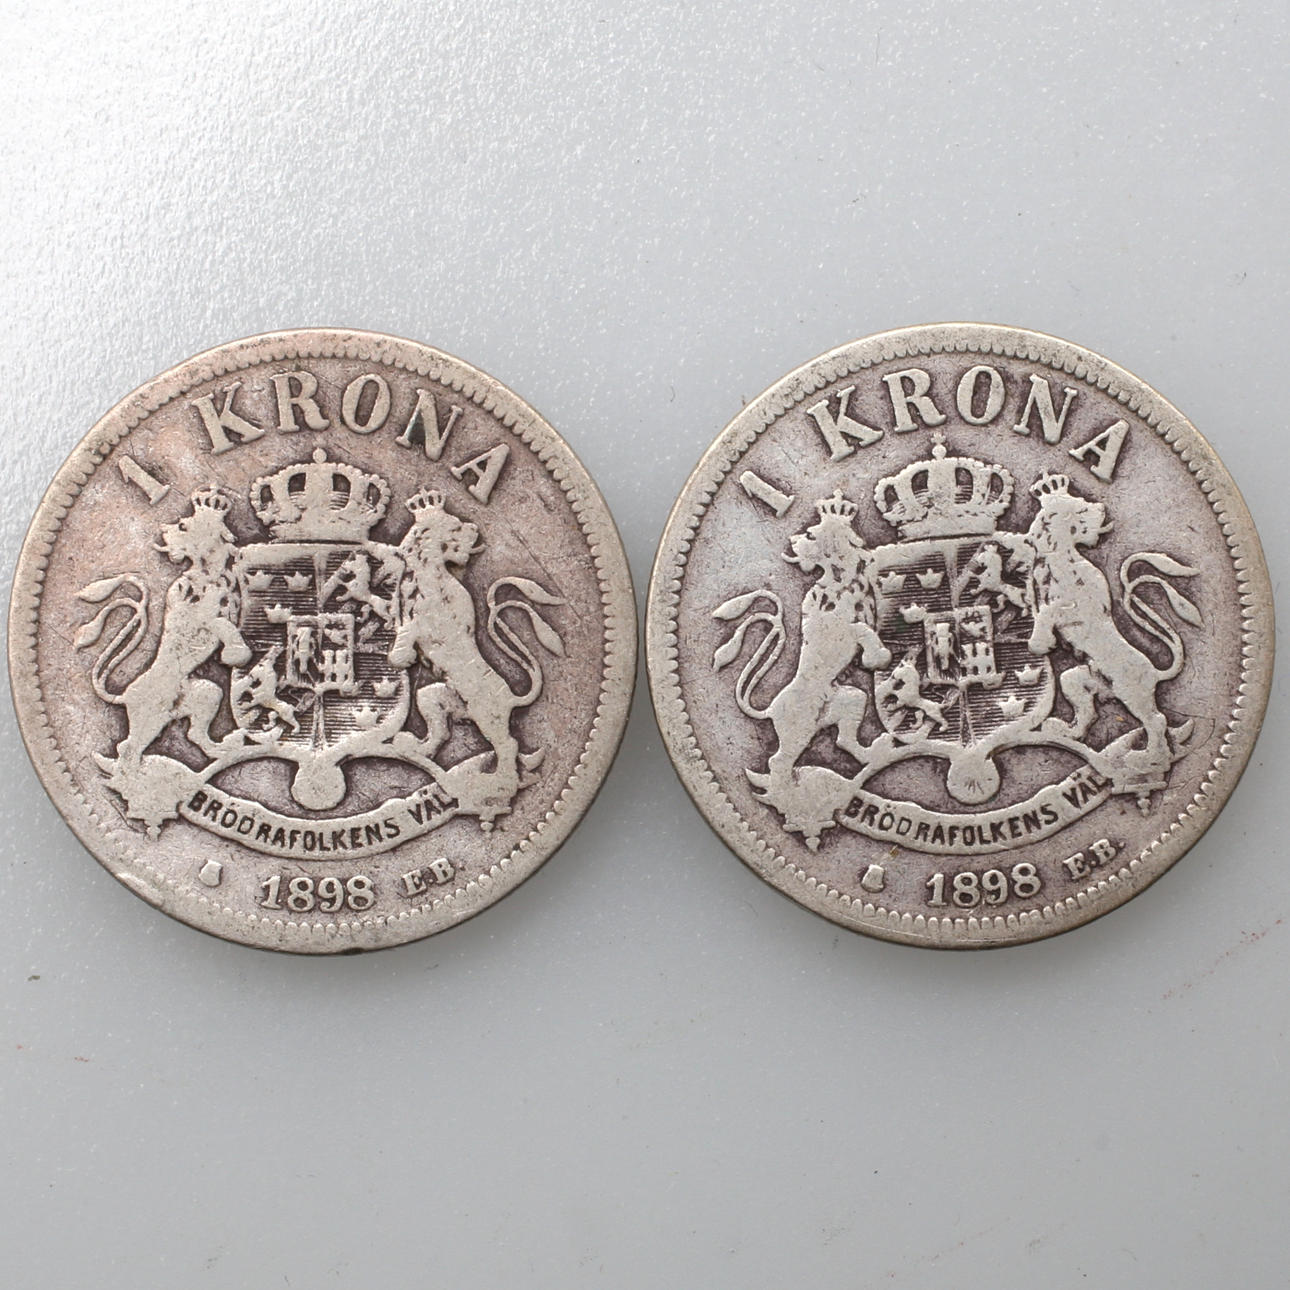 1 KRONA
BRÖDRAFOLKENS VÄL
1898 E.B.
1 KRONA
BRÖDRAFOLKENS VÄL
1898 E.B.